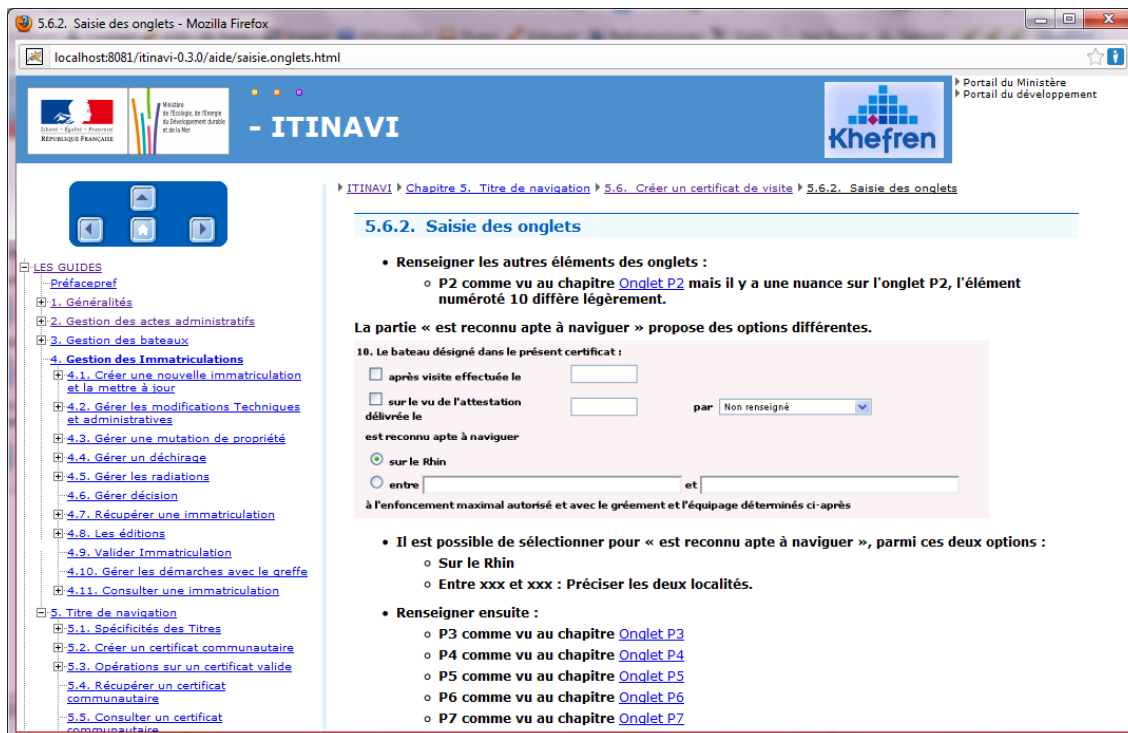 5.6.2. Saisie des onglets - Mozilla Firefox
localhost:8081/itinavi-0.3.0/aide/saisie.onglets.html
Liberté • Égalité • Fraternité
RÉPUBLIQUE FRANÇAISE
Ministère
de l'Écologie, de l'Énergie
du Développement durable
et de la Mer
- ITINAVI
Khefren
Portail du Ministère
Portail du développement
LES GUIDES
Préfacepref
1. Généralités
2. Gestion des actes administratifs
3. Gestion des bateaux
4. Gestion des Immatriculations
4.1. Créer une nouvelle immatriculation
et la mettre à jour
4.2. Gérer les modifications Techniques
et administratives
4.3. Gérer une mutation de propriété
4.4. Gérer un déchirage
4.5. Gérer les radiations
4.6. Gérer décision
4.7. Récupérer une immatriculation
4.8. Les éditions
4.9. Valider Immatriculation
4.10. Gérer les démarches avec le greffe
4.11. Consulter une immatriculation
5. Titre de navigation
5.1. Spécificités des Titres
5.2. Créer un certificat communautaire
5.3. Opérations sur un certificat valide
5.4. Récupérer un certificat
communautaire
5.5. Consulter un certificat
communautaire
ITINAVI Chapitre 5. Titre de navigation 5.6. Créer un certificat de visite 5.6.2. Saisie des onglets
5.6.2. Saisie des onglets
• Renseigner les autres éléments des onglets :
P2 comme vu au chapitre Onglet P2 mais il y a une nuance sur l'onglet P2, l'élément
numéroté 10 diffère légèrement.
La partie « est reconnu apte à naviguer » propose des options différentes.
10. Le bateau désigné dans le présent certificat :
après visite effectuée le
sur le vu de l'attestation
délivrée le par Non renseigné
est reconnu apte à naviguer
sur le Rhin
entre et
à l'enfoncement maximal autorisé et avec le gréement et l'équipage déterminés ci-après
• Il est possible de sélectionner pour « est reconnu apte à naviguer », parmi ces deux options :
Sur le Rhin
Entre xxx et xxx : Préciser les deux localités.
• Renseigner ensuite :
P3 comme vu au chapitre Onglet P3
P4 comme vu au chapitre Onglet P4
P5 comme vu au chapitre Onglet P5
P6 comme vu au chapitre Onglet P6
P7 comme vu au chapitre Onglet P7